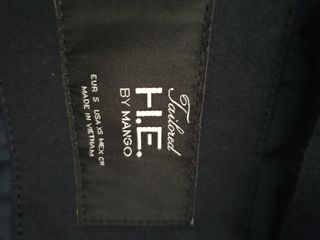 Tailored
H.E.
BY MANGO
EUR S USA XS MEX CH
MADE IN VIETNAM